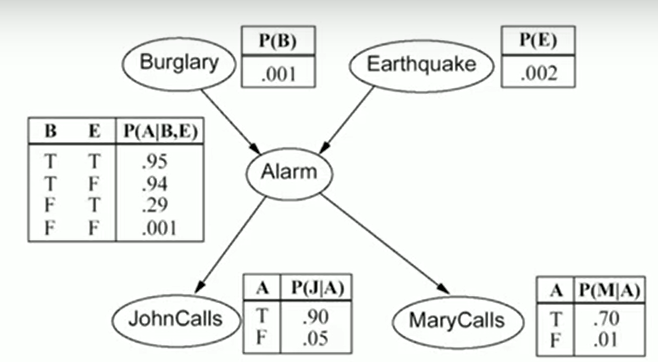 P(B)
Burglary
.001
P(E)
Earthquake
.002
B E P(A|B,E)
T T .95
T F .94
F T .29
F F .001
Alarm
A P(J|A)
T .90
F .05
JohnCalls
A P(M|A)
T .70
F .01
MaryCalls